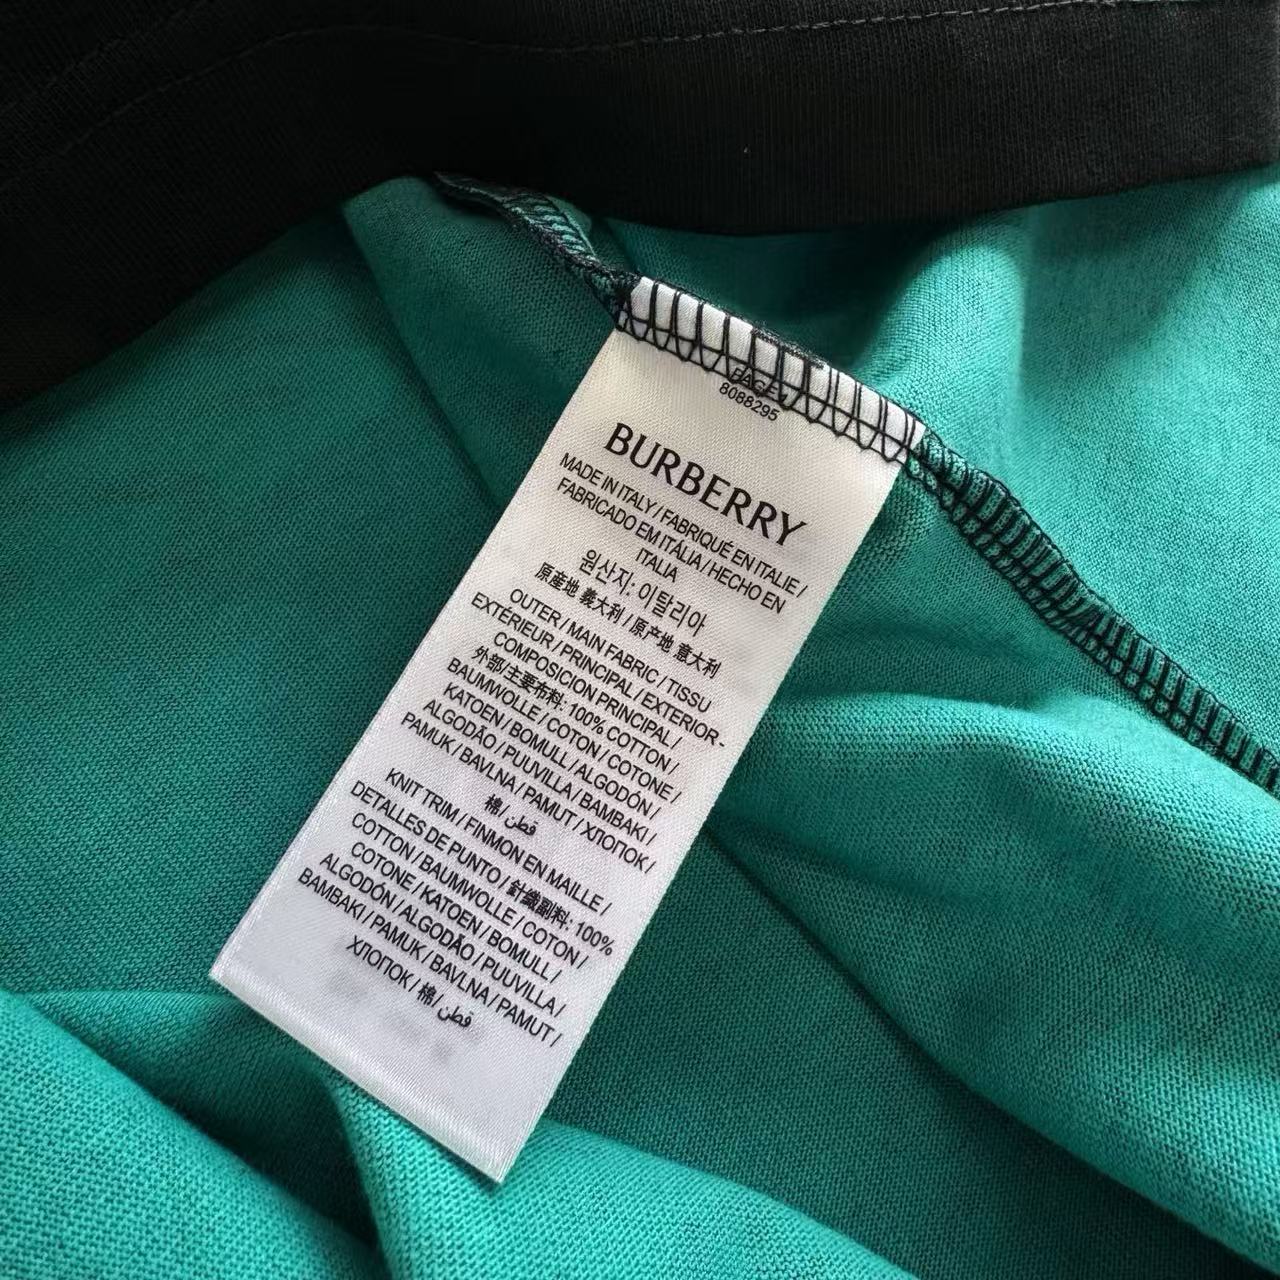 PAGE
8088295
BURBERRY
MADE IN ITALY / FABRIQUÉ EN ITALIE /
FABRICADO EM ITÁLIA / HECHO EN
ITALIA
원산지: 이탈리아
原產地 義大利 / 原产地 意大利
OUTER / MAIN FABRIC / TISSU
EXTÉRIEUR / PRINCIPAL / EXTERIOR -
COMPOSICION PRINCIPAL /
外部/主要布料: 100% COTTON /
BAUMWOLLE / COTON / COTONE /
KATOEN / BOMULL / ALGODÓN /
ALGODÃO / PUUVILLA / BAMBAKI /
PAMUK / BAVLNA / PAMUT / ХЛОПОК /
棉/ قطن/
KNIT TRIM / FINMON EN MAILLE /
DETALLES DE PUNTO / 針織副料: 100%
COTTON / BAUMWOLLE / COTON /
COTONE / KATOEN / BOMULL /
ALGODÓN / ALGODÃO / PUUVILLA /
BAMBAKI / PAMUK / BAVLNA / PAMUT /
ХЛОПОК / 棉/ قطن/